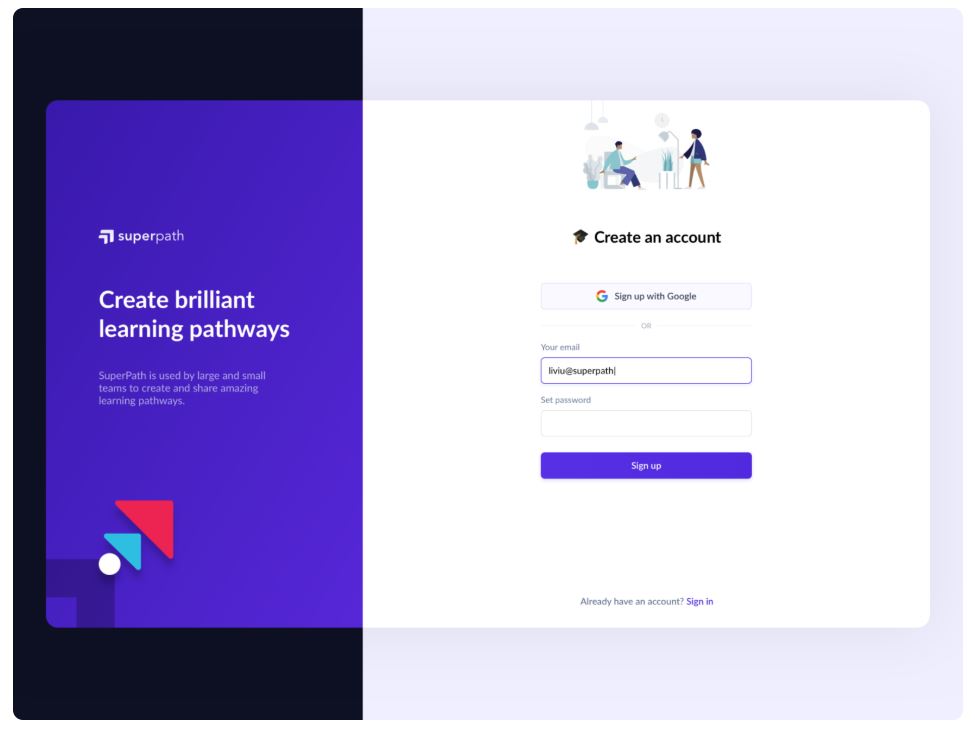 superpath
Create brilliant
learning pathways
SuperPath is used by large and small
teams to create and share amazing
learning pathways.
Create an account
Sign up with Google
OR
Your email
liviu@superpath
Set password
Sign up
Already have an account? Sign in